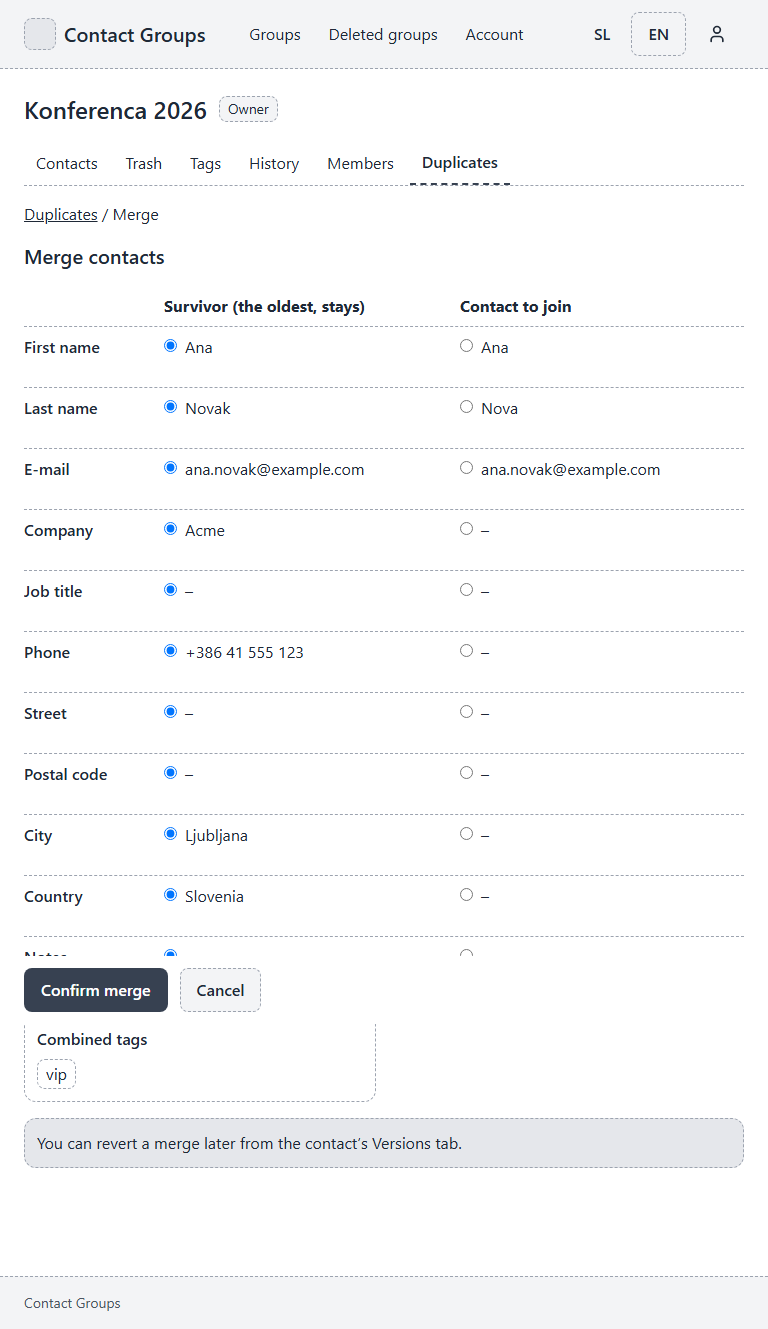 Contact Groups Groups Deleted groups Account SL EN
Konferenca 2026 Owner
Contacts Trash Tags History Members Duplicates
Duplicates / Merge
Merge contacts
Survivor (the oldest, stays) Contact to join
First name Ana Ana
Last name Novak Nova
E-mail ana.novak@example.com ana.novak@example.com
Company Acme –
Job title – –
Phone +386 41 555 123 –
Street – –
Postal code – –
City Ljubljana –
Country Slovenia –
Notes
Confirm merge Cancel
Combined tags
vip
You can revert a merge later from the contact’s Versions tab.
Contact Groups